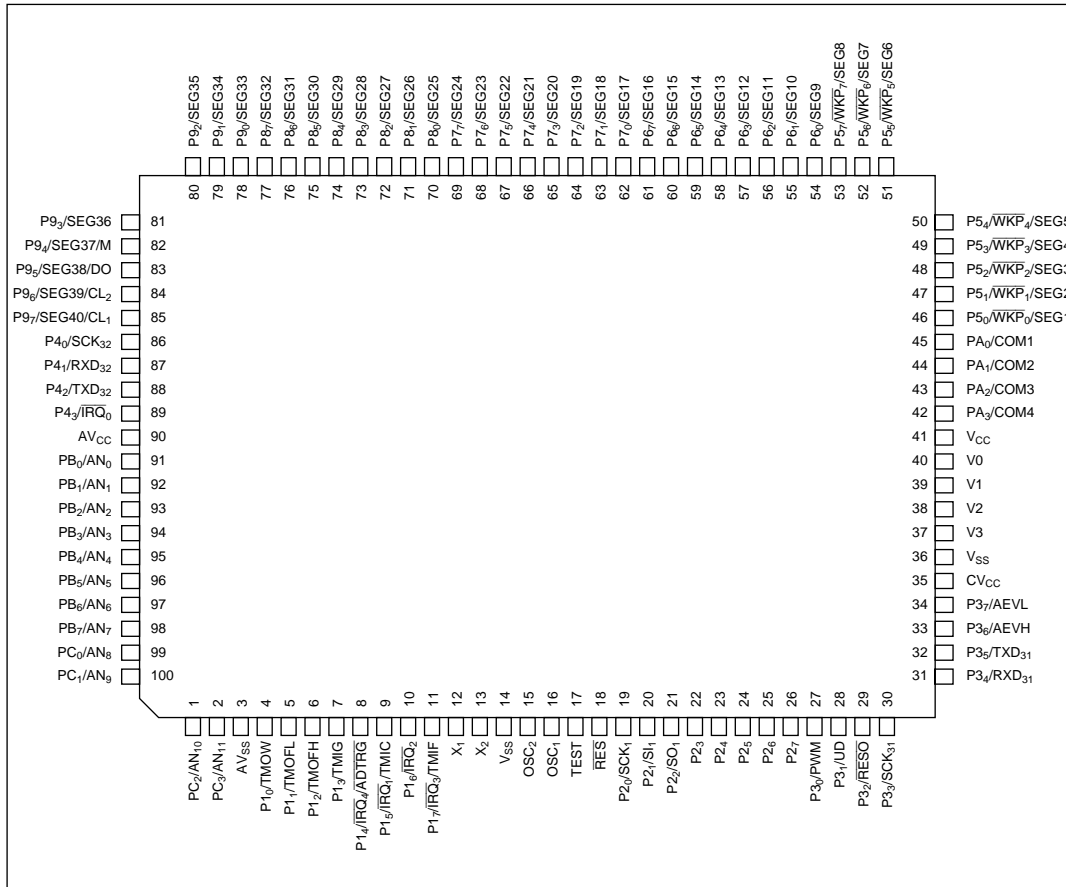 P9₂/SEG35
P9₁/SEG34
P9₀/SEG33
P8₇/SEG32
P8₆/SEG31
P8₅/SEG30
P8₄/SEG29
P8₃/SEG28
P8₂/SEG27
P8₁/SEG26
P8₀/SEG25
P7₇/SEG24
P7₆/SEG23
P7₅/SEG22
P7₄/SEG21
P7₃/SEG20
P7₂/SEG19
P7₁/SEG18
P7₀/SEG17
P6₇/SEG16
P6₆/SEG15
P6₅/SEG14
P6₄/SEG13
P6₃/SEG12
P6₂/SEG11
P6₁/SEG10
P6₀/SEG9
P5₇/WKP₇/SEG8
P5₆/WKP₆/SEG7
P5₅/WKP₅/SEG6
80 79 78 77 76 75 74 73 72 71 70 69 68 67 66 65 64 63 62 61 60 59 58 57 56 55 54 53 52 51
P9₃/SEG36 81
P9₄/SEG37/M 82
P9₅/SEG38/DO 83
P9₆/SEG39/CL₂ 84
P9₇/SEG40/CL₁ 85
P4₀/SCK₃₂ 86
P4₁/RXD₃₂ 87
P4₂/TXD₃₂ 88
P4₃/IRQ₀ 89
AVCC 90
PB₀/AN₀ 91
PB₁/AN₁ 92
PB₂/AN₂ 93
PB₃/AN₃ 94
PB₄/AN₄ 95
PB₅/AN₅ 96
PB₆/AN₆ 97
PB₇/AN₇ 98
PC₀/AN₈ 99
PC₁/AN₉ 100
50 P5₄/WKP₄/SEG5
49 P5₃/WKP₃/SEG4
48 P5₂/WKP₂/SEG3
47 P5₁/WKP₁/SEG2
46 P5₀/WKP₀/SEG1
45 PA₀/COM1
44 PA₁/COM2
43 PA₂/COM3
42 PA₃/COM4
41 VCC
40 V0
39 V1
38 V2
37 V3
36 VSS
35 CVCC
34 P3₇/AEVL
33 P3₆/AEVH
32 P3₅/TXD₃₁
31 P3₄/RXD₃₁
1 2 3 4 5 6 7 8 9 10 11 12 13 14 15 16 17 18 19 20 21 22 23 24 25 26 27 28 29 30
PC₂/AN₁₀
PC₃/AN₁₁
AVSS
P1₀/TMOW
P1₁/TMOFL
P1₂/TMOFH
P1₃/TMIG
P1₄/IRQ₄/ADTRG
P1₅/IRQ₁/TMIC
P1₆/IRQ₂
P1₇/IRQ₃/TMIF
X₁
X₂
VSS
OSC₂
OSC₁
TEST
RES
P2₀/SCK₁
P2₁/SI₁
P2₂/SO₁
P2₃
P2₄
P2₅
P2₆
P2₇
P3₀/PWM
P3₁/UD
P3₂/RESO
P3₃/SCK₃₁